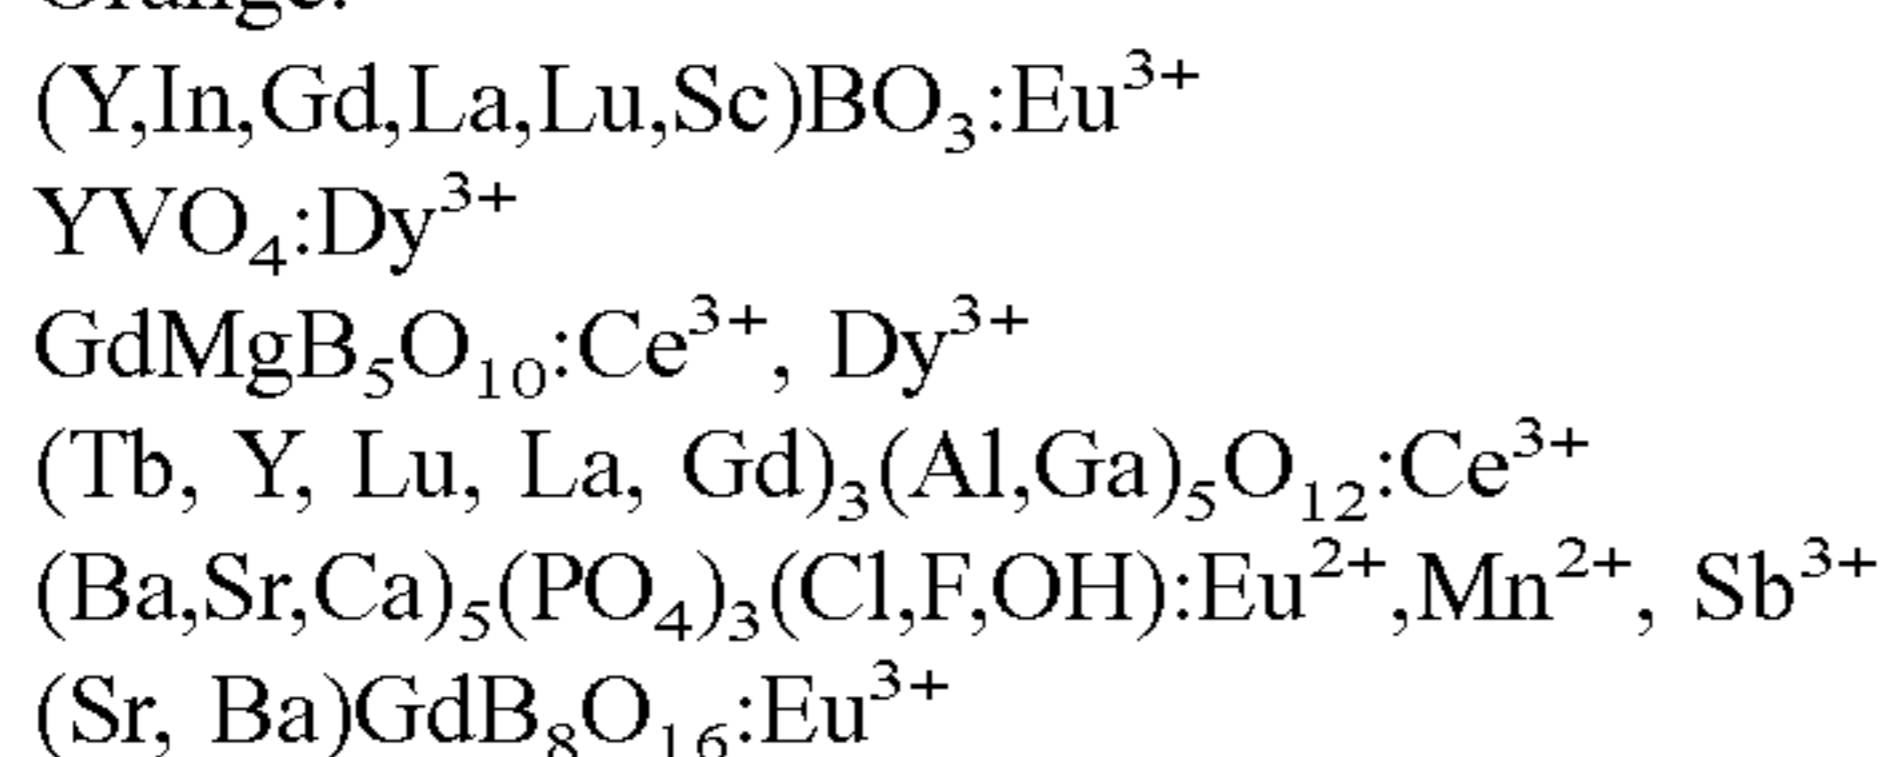 Orange:
(Y,In,Gd,La,Lu,Sc)BO₃:Eu³⁺
YVO₄:Dy³⁺
GdMgB₅O₁₀:Ce³⁺, Dy³⁺
(Tb, Y, Lu, La, Gd)₃(Al,Ga)₅O₁₂:Ce³⁺
(Ba,Sr,Ca)₅(PO₄)₃(Cl,F,OH):Eu²⁺,Mn²⁺, Sb³⁺
(Sr, Ba)GdB₈O₁₆:Eu³⁺